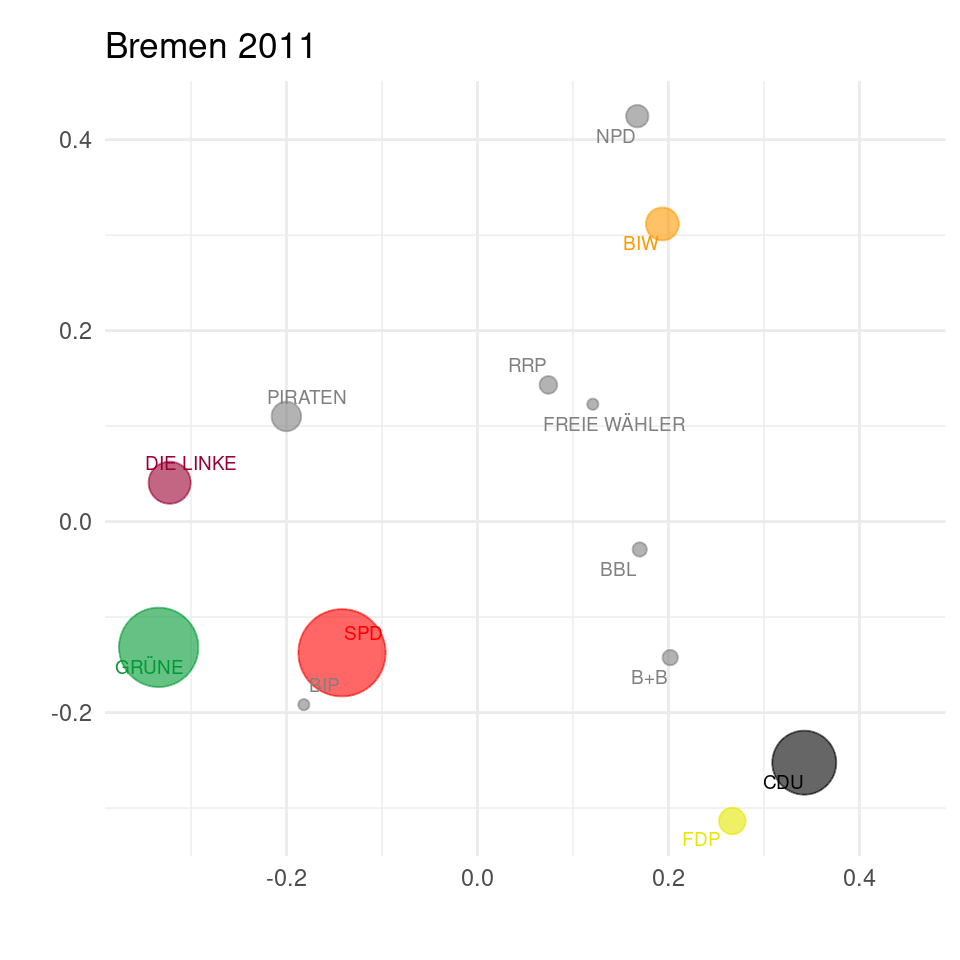 Bremen 2011
0.4
NPD
BIW
0.2
RRP
PIRATEN
FREIE WÄHLER
DIE LINKE
0.0
BBL
SPD
GRÜNE
BIP
B+B
-0.2
CDU
FDP
-0.2 0.0 0.2 0.4